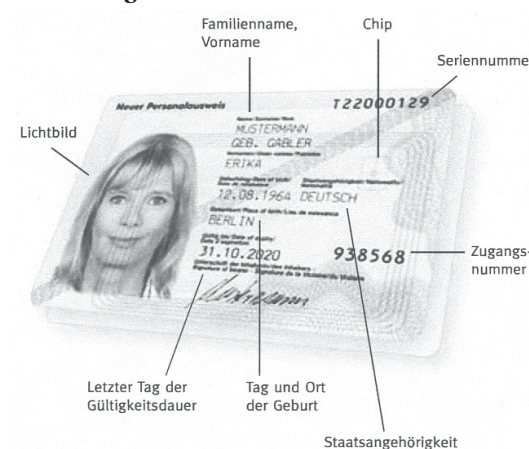 Familienname,
Vorname
Chip
Seriennumme
Lichtbild
Neuer Personalausweis
T22000129
MUSTERMANN
GEB. GABLER
ERIKA
12.08.1964 DEUTSCH
BERLIN
31.10.2020
938568
Zugangs-
nummer
Letzter Tag der
Gültigkeitsdauer
Tag und Ort
der Geburt
Staatsangehörigkeit